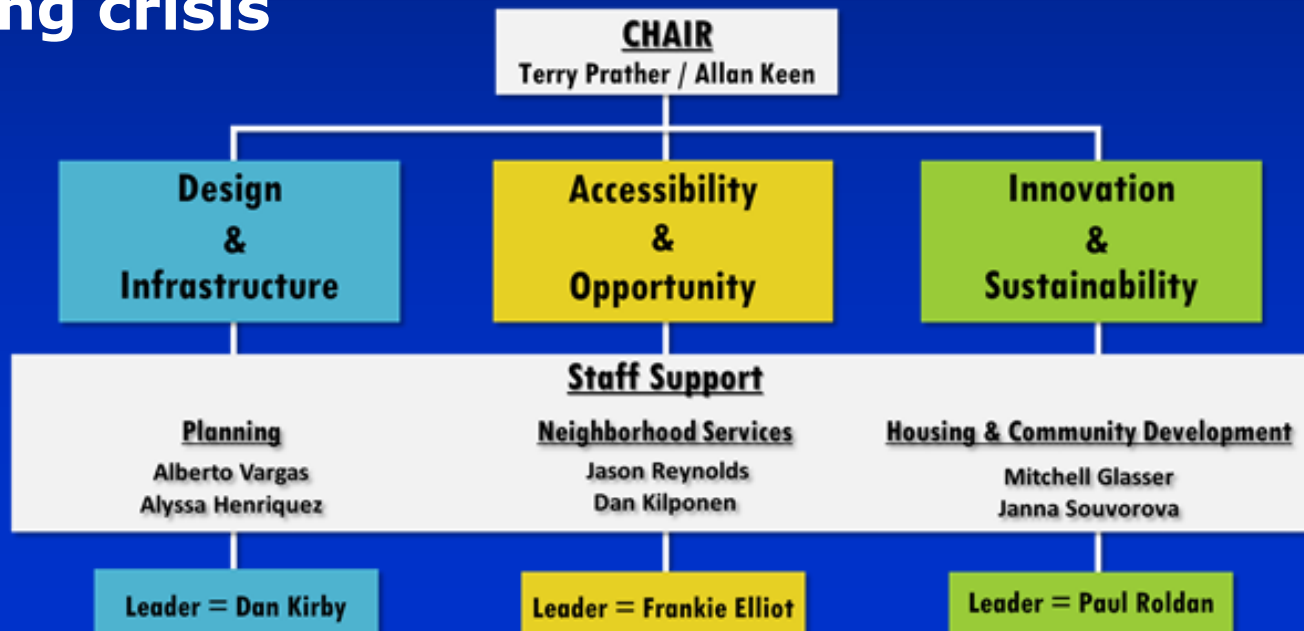 ng crisis
CHAIR
Terry Prather / Allan Keen
Design
&
Infrastructure
Accessibility
&
Opportunity
Innovation
&
Sustainability
Staff Support
Planning
Alberto Vargas
Alyssa Henriquez
Neighborhood Services
Jason Reynolds
Dan Kilponen
Housing & Community Development
Mitchell Glasser
Janna Souvorova
Leader = Dan Kirby
Leader = Frankie Elliot
Leader = Paul Roldan